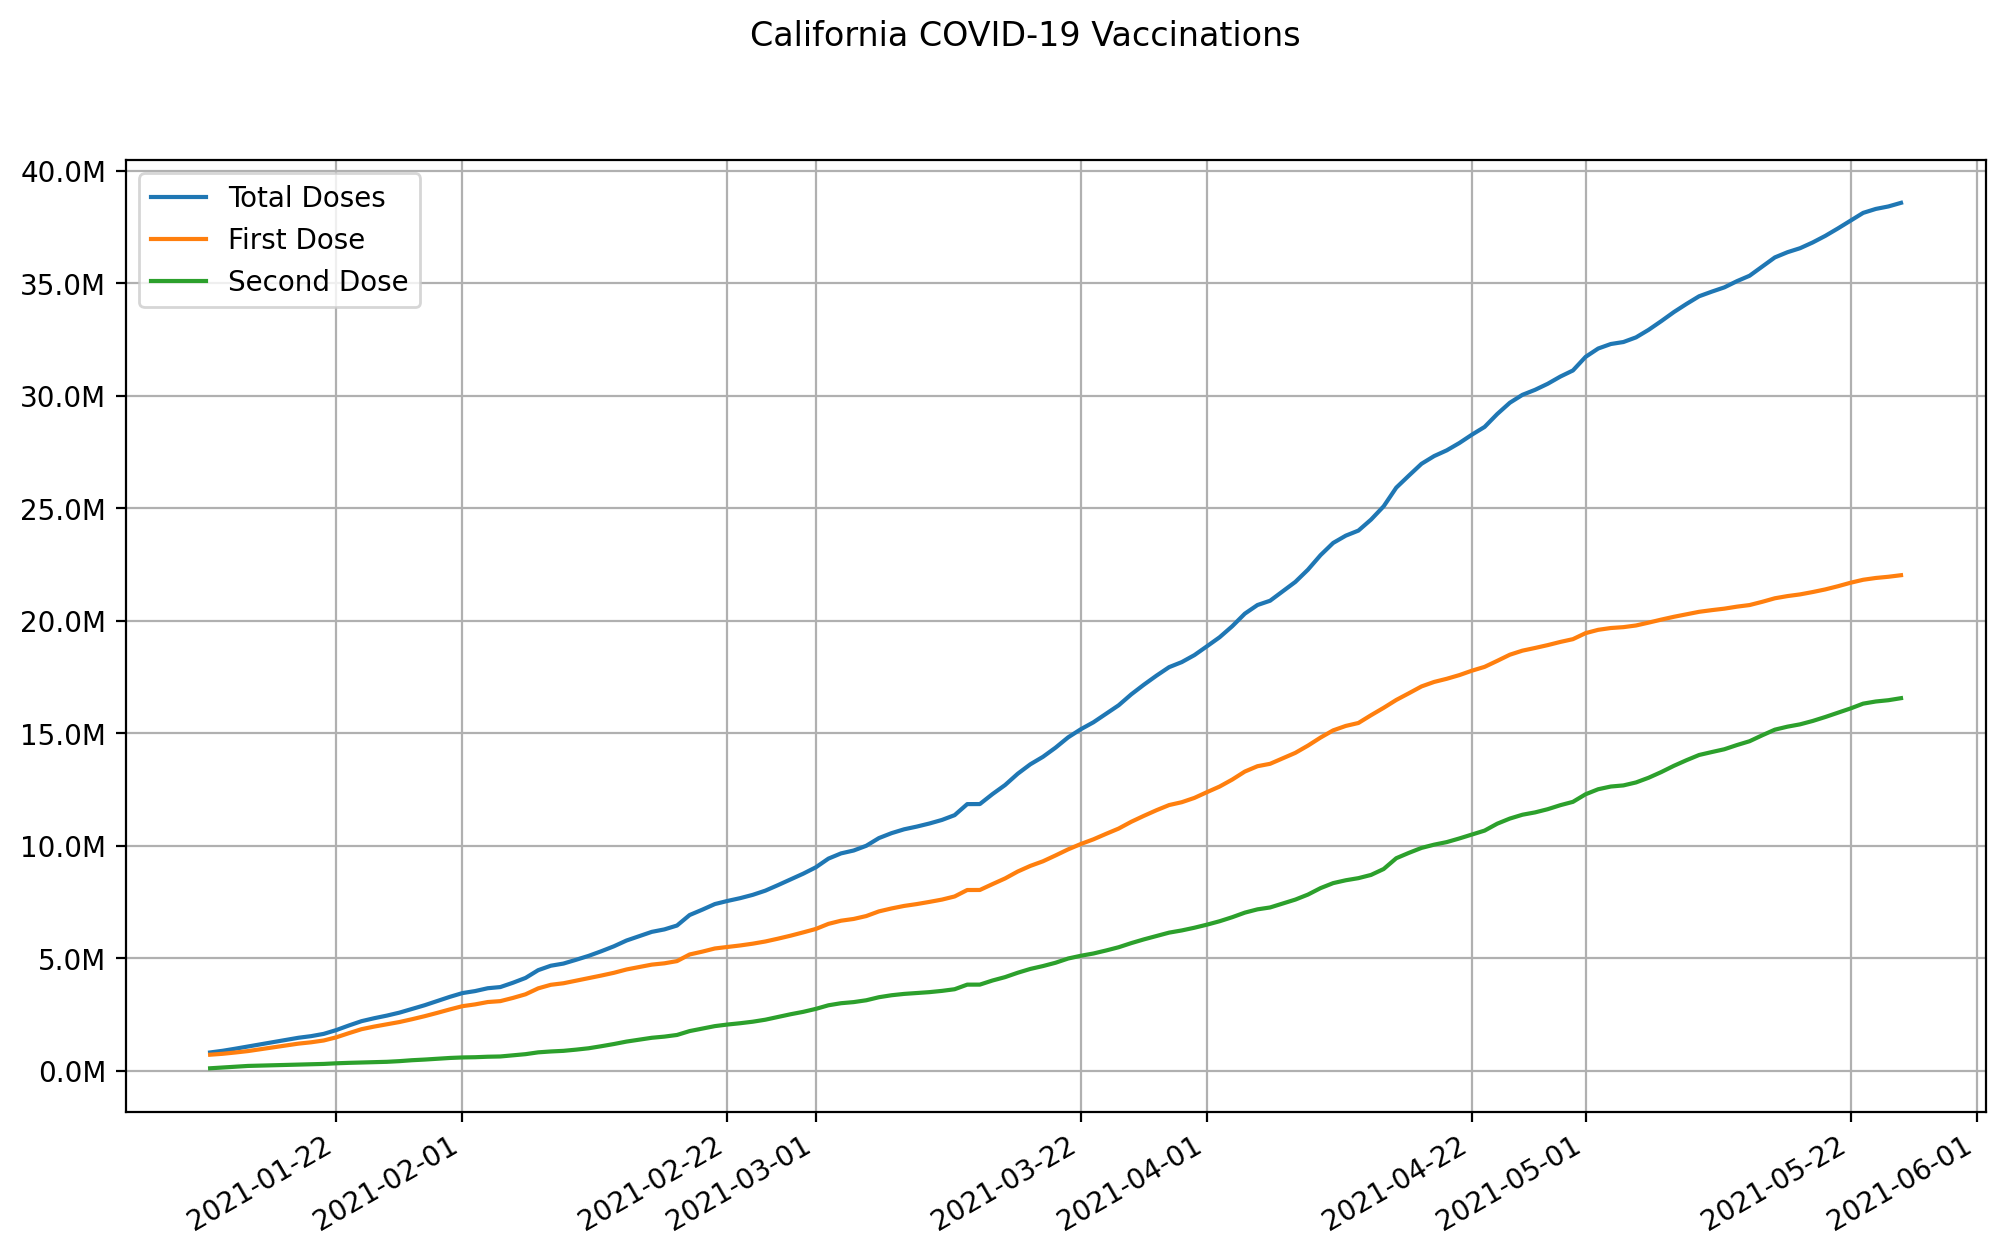 California COVID-19 Vaccinations
40.0M
35.0M
30.0M
25.0M
20.0M
15.0M
10.0M
5.0M
0.0M
Total Doses
First Dose
Second Dose
2021-01-22
2021-02-01
2021-02-22
2021-03-01
2021-03-22
2021-04-01
2021-04-22
2021-05-01
2021-05-22
2021-06-01